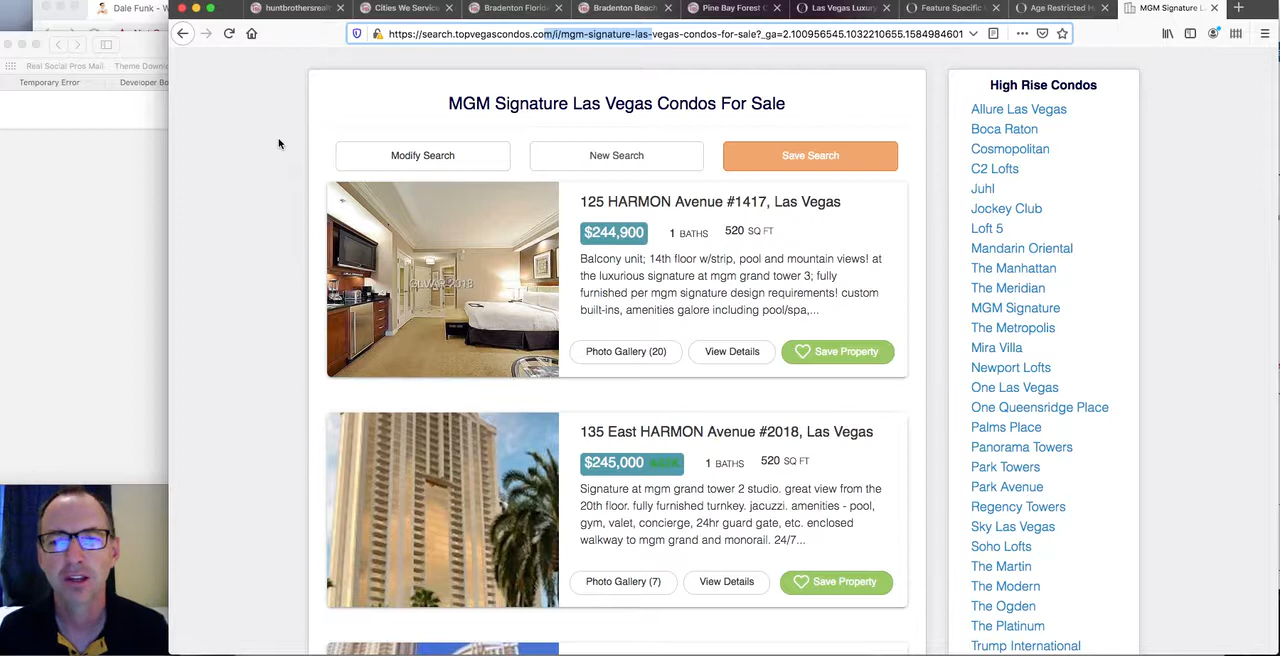 Dale Funk - W
huntbrothersrea
Cities We Service
Bradenton Florida
Bradenton Beach
Pine Bay Forest C
Las Vegas Luxury
Feature Specific L
Age Restricted H
MGM Signature L
https://search.topvegascondos.com/i/mgm-signature-las-vegas-condos-for-sale?_ga=2.100956545.1032210655.1584984601
Real Social Pros Mail
Theme Downl
Temporary Error
Developer Bo
MGM Signature Las Vegas Condos For Sale
Modify Search
New Search
Save Search
125 HARMON Avenue #1417, Las Vegas
$244,900 1 BATHS 520 SQ FT
Balcony unit; 14th floor w/strip, pool and mountain views! at
the luxurious signature at mgm grand tower 3; fully
furnished per mgm signature design requirements! custom
built-ins, amenities galore including pool/spa,...
Photo Gallery (20)
View Details
Save Property
GLVAR 2018
135 East HARMON Avenue #2018, Las Vegas
$245,000 1 BATHS 520 SQ FT
Signature at mgm grand tower 2 studio. great view from the
20th floor. fully furnished turnkey. jacuzzi. amenities - pool,
gym, valet, concierge, 24hr guard gate, etc. enclosed
walkway to mgm grand and monorail. 24/7...
Photo Gallery (7)
View Details
Save Property
High Rise Condos
Allure Las Vegas
Boca Raton
Cosmopolitan
C2 Lofts
Juhl
Jockey Club
Loft 5
Mandarin Oriental
The Manhattan
The Meridian
MGM Signature
The Metropolis
Mira Villa
Newport Lofts
One Las Vegas
One Queensridge Place
Palms Place
Panorama Towers
Park Towers
Park Avenue
Regency Towers
Sky Las Vegas
Soho Lofts
The Martin
The Modern
The Ogden
The Platinum
Trump International